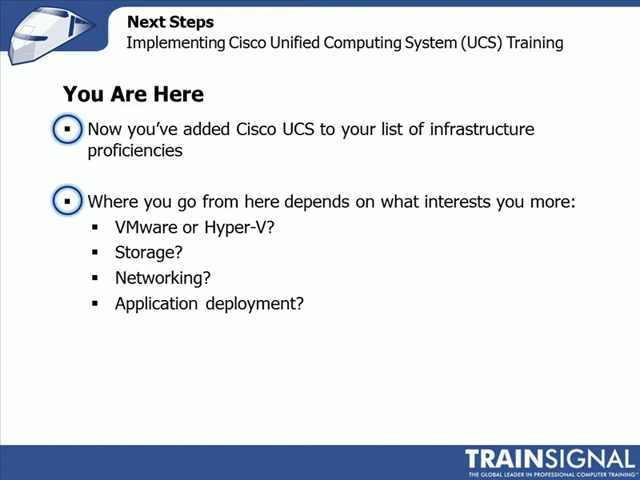 Next Steps
Implementing Cisco Unified Computing System (UCS) Training
You Are Here
▪ Now you've added Cisco UCS to your list of infrastructure
proficiencies
▪ Where you go from here depends on what interests you more:
▪ VMware or Hyper-V?
▪ Storage?
▪ Networking?
▪ Application deployment?
TRAINSIGNAL
THE GLOBAL LEADER IN PROFESSIONAL COMPUTER TRAINING™